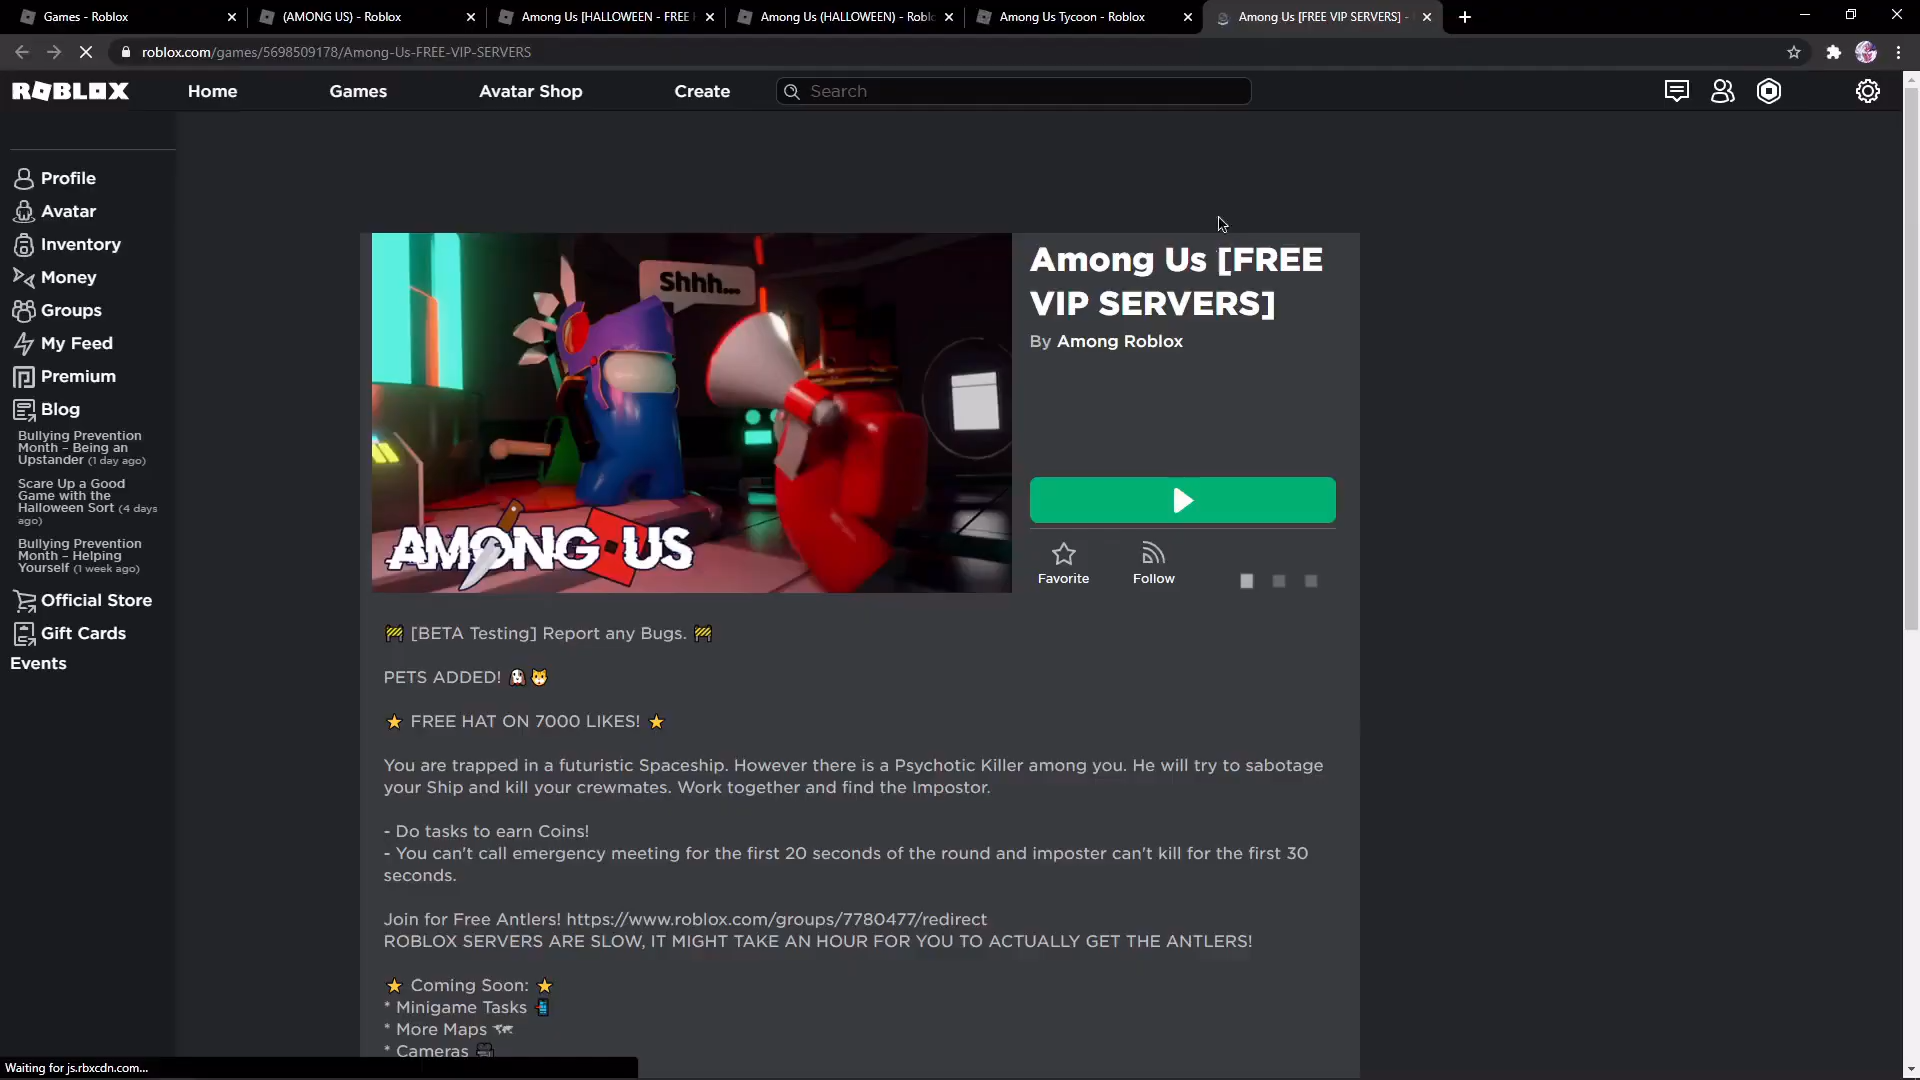 Games - Roblox
(AMONG US) - Roblox
Among Us [HALLOWEEN - FREE
Among Us (HALLOWEEN) - Roblo
Among Us Tycoon - Roblox
Among Us [FREE VIP SERVERS] -
roblox.com/games/5698509178/Among-Us-FREE-VIP-SERVERS
ROBLOX
Home
Games
Avatar Shop
Create
Search
Profile
Avatar
Inventory
Money
Groups
My Feed
Premium
Blog
Bullying Prevention
Month – Being an
Upstander (1 day ago)
Scare Up a Good
Game with the
Halloween Sort (4 days
ago)
Bullying Prevention
Month – Helping
Yourself (1 week ago)
Official Store
Gift Cards
Events
Shhh...
AMONG US
Among Us [FREE
VIP SERVERS]
By Among Roblox
Favorite
Follow
🚧 [BETA Testing] Report any Bugs. 🚧
PETS ADDED! 🐶🐱
⭐ FREE HAT ON 7000 LIKES! ⭐
You are trapped in a futuristic Spaceship. However there is a Psychotic Killer among you. He will try to sabotage
your Ship and kill your crewmates. Work together and find the Impostor.
- Do tasks to earn Coins!
- You can't call emergency meeting for the first 20 seconds of the round and imposter can't kill for the first 30
seconds.
Join for Free Antlers! https://www.roblox.com/groups/7780477/redirect
ROBLOX SERVERS ARE SLOW, IT MIGHT TAKE AN HOUR FOR YOU TO ACTUALLY GET THE ANTLERS!
⭐ Coming Soon: ⭐
* Minigame Tasks 📲
* More Maps 🗺
* Cameras 🎥
Waiting for js.rbxcdn.com...